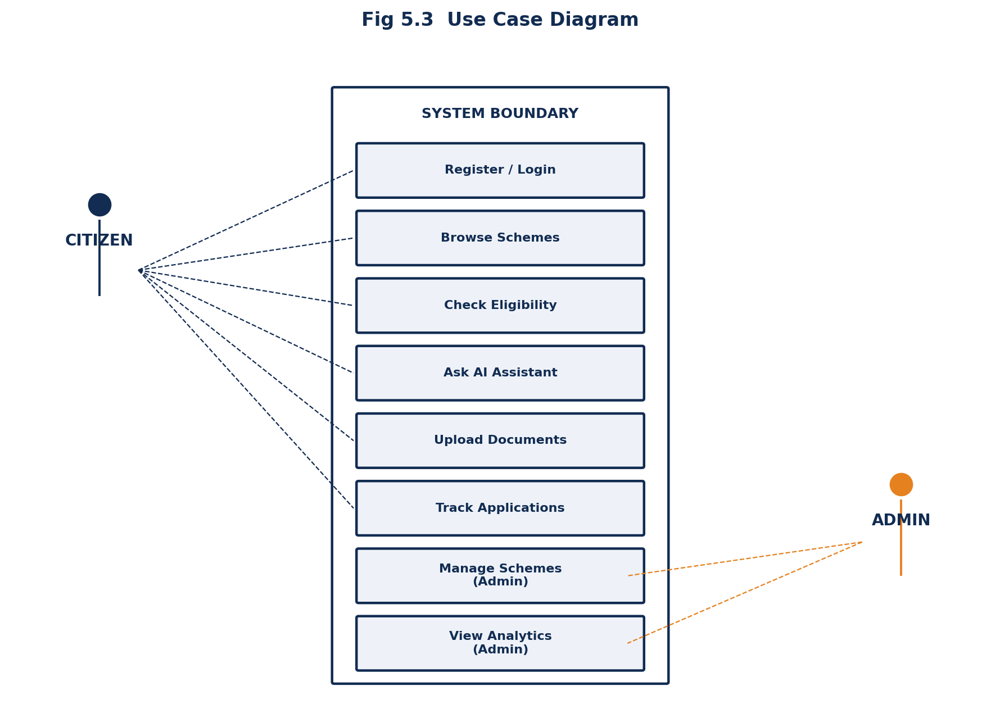 Fig 5.3  Use Case Diagram
SYSTEM BOUNDARY
Register / Login
Browse Schemes
CITIZEN
Check Eligibility
Ask AI Assistant
Upload Documents
Track Applications
ADMIN
Manage Schemes
(Admin)
View Analytics
(Admin)